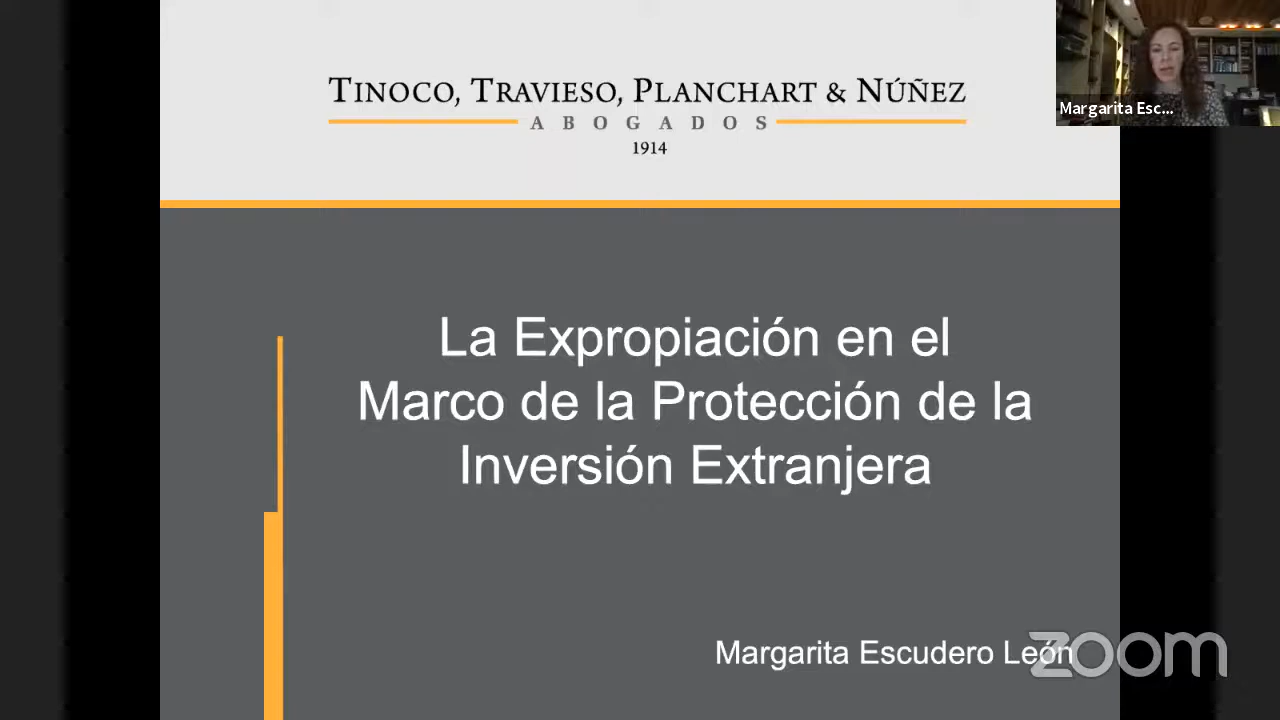 TINOCO, TRAVIESO, PLANCHART & NÚÑEZ
ABOGADOS
1914
Margarita Esc...
La Expropiación en el
Marco de la Protección de la
Inversión Extranjera
Margarita Escudero León
zoom